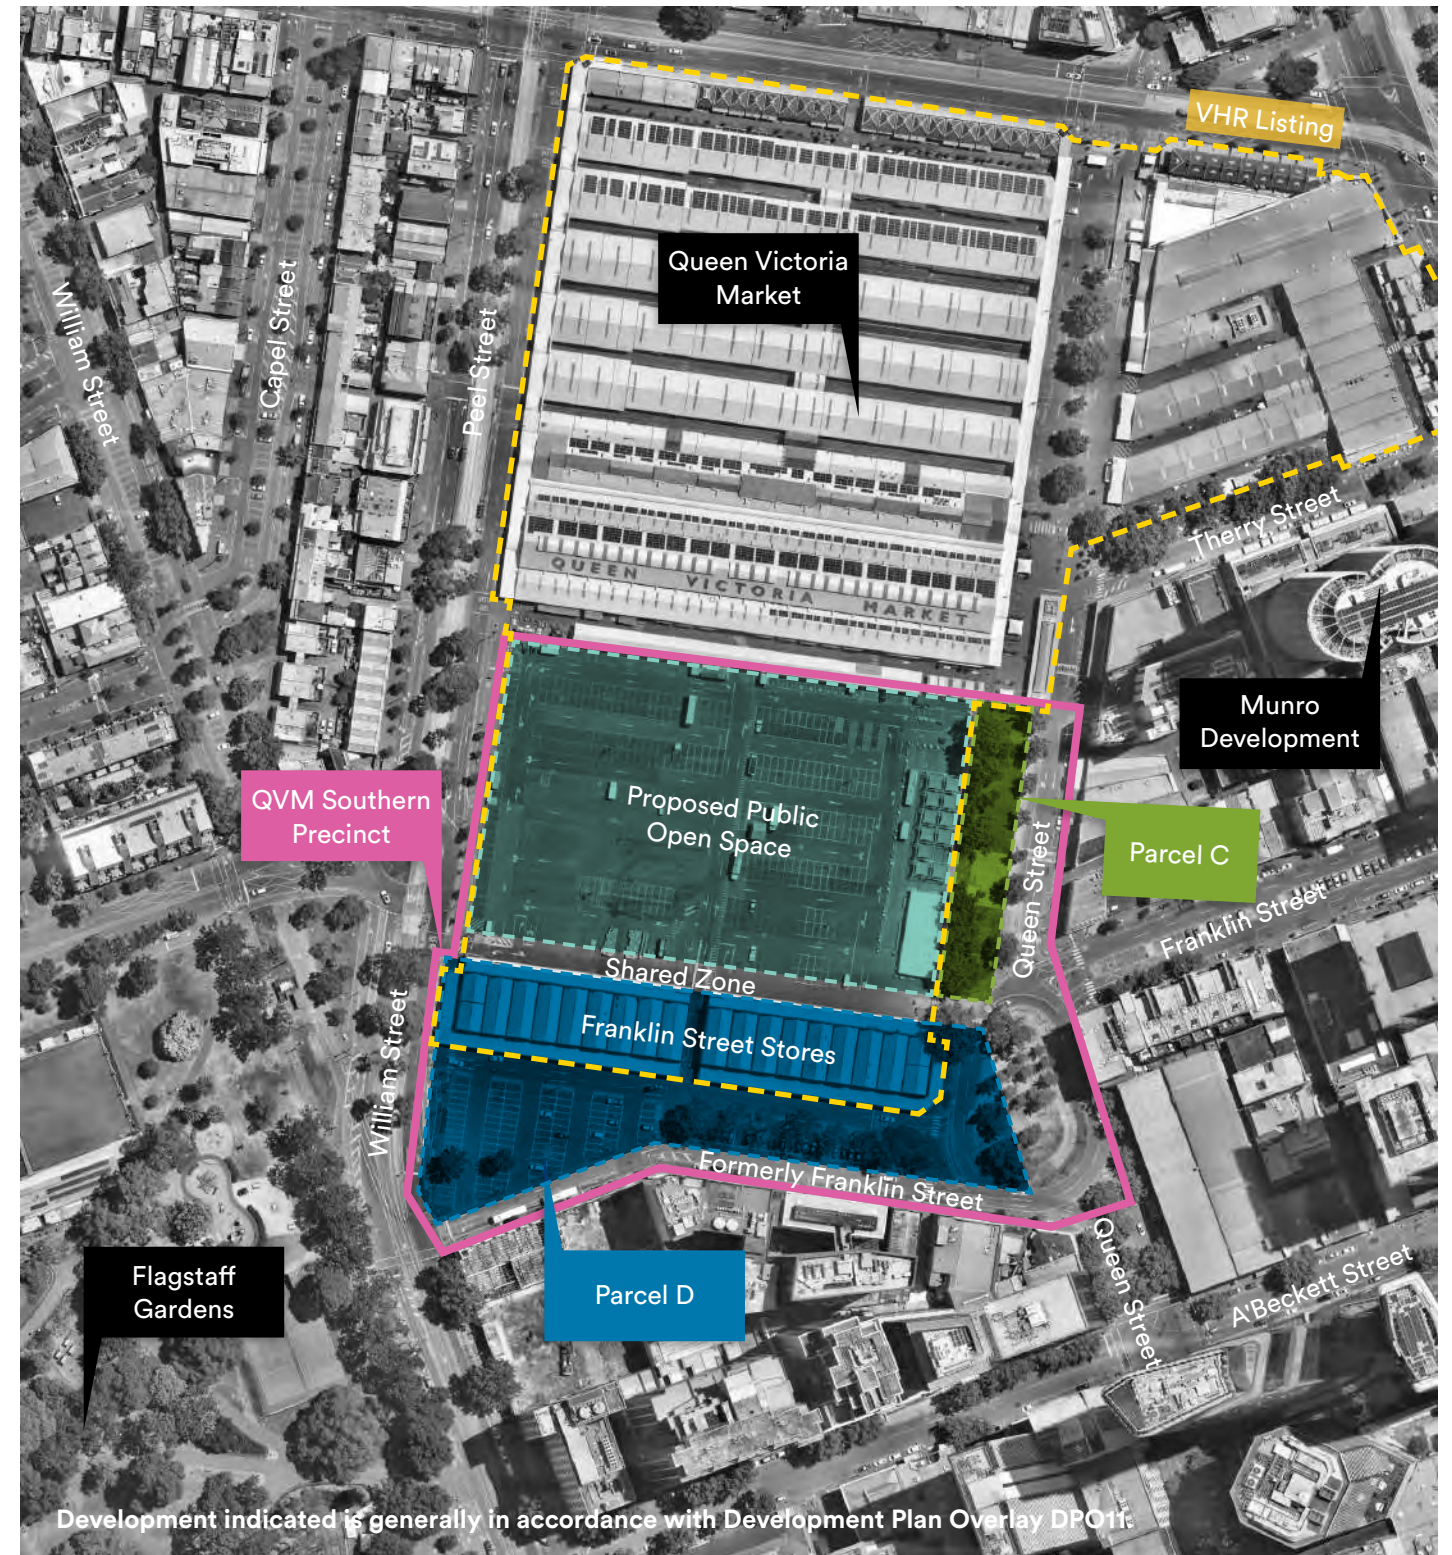 VHR Listing
Queen Victoria
Market
William Street
Capel Street
Peel Street
Therry Street
QUEEN VICTORIA MARKET
Munro
Development
QVM Southern
Precinct
Proposed Public
Open Space
Parcel C
Queen Street
Franklin Street
Shared Zone
Franklin Street Stores
William Street
Formerly Franklin Street
Flagstaff
Gardens
Parcel D
Queen Street
A'Beckett Street
Development indicated is generally in accordance with Development Plan Overlay DPO11.